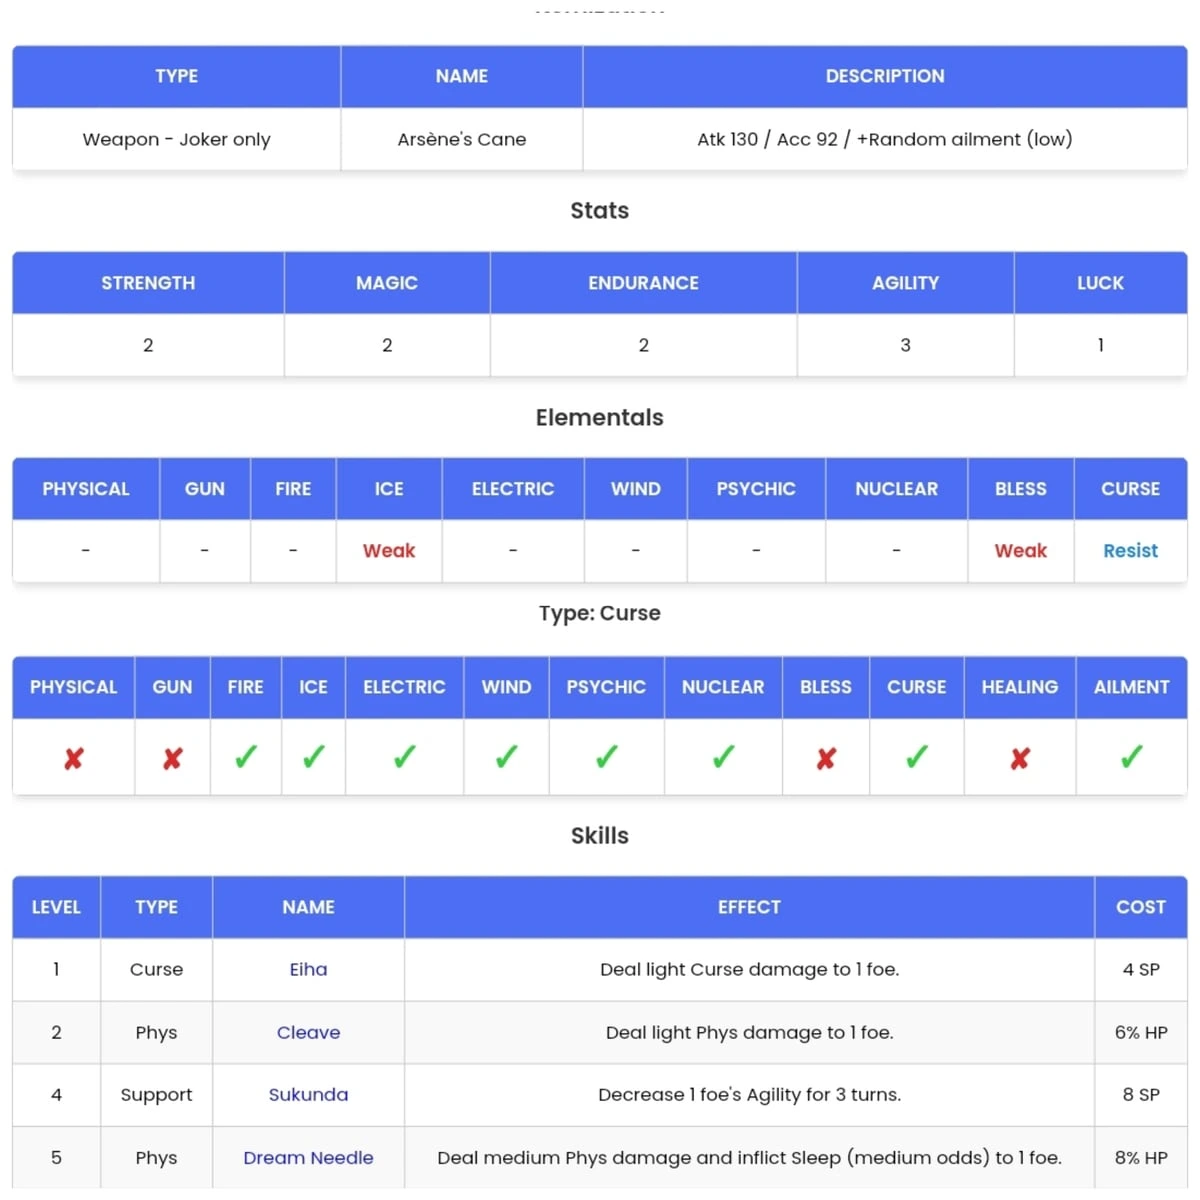 TYPE NAME DESCRIPTION
Weapon - Joker only Arsène's Cane Atk 130 / Acc 92 / +Random ailment (low)
Stats
STRENGTH MAGIC ENDURANCE AGILITY LUCK
2 2 2 3 1
Elementals
PHYSICAL GUN FIRE ICE ELECTRIC WIND PSYCHIC NUCLEAR BLESS CURSE
- - - Weak - - - - Weak Resist
Type: Curse
PHYSICAL GUN FIRE ICE ELECTRIC WIND PSYCHIC NUCLEAR BLESS CURSE HEALING AILMENT
✘ ✘ ✓ ✓ ✓ ✓ ✓ ✓ ✘ ✓ ✘ ✓
Skills
LEVEL TYPE NAME EFFECT COST
1 Curse Eiha Deal light Curse damage to 1 foe. 4 SP
2 Phys Cleave Deal light Phys damage to 1 foe. 6% HP
4 Support Sukunda Decrease 1 foe's Agility for 3 turns. 8 SP
5 Phys Dream Needle Deal medium Phys damage and inflict Sleep (medium odds) to 1 foe. 8% HP